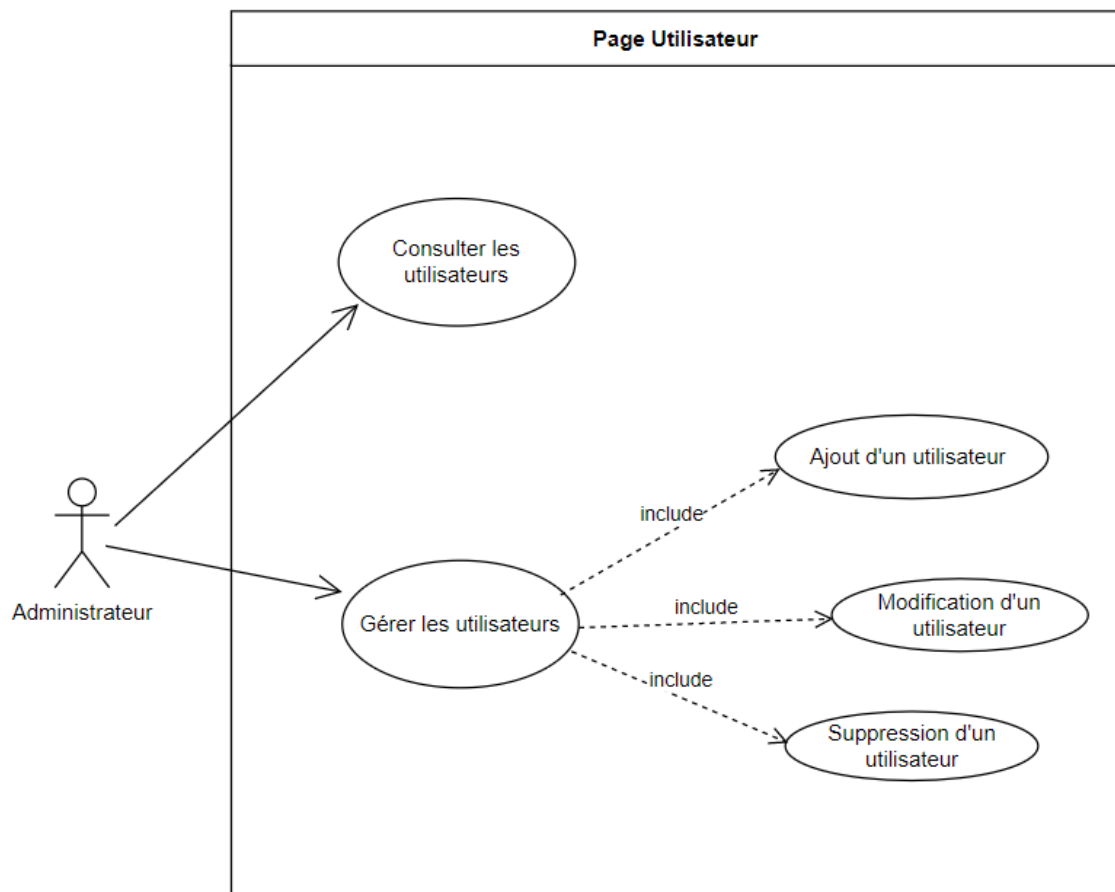 Page Utilisateur
Consulter les
utilisateurs
Ajout d'un utilisateur
include
Administrateur
Gérer les utilisateurs
include
Modification d'un
utilisateur
include
Suppression d'un
utilisateur